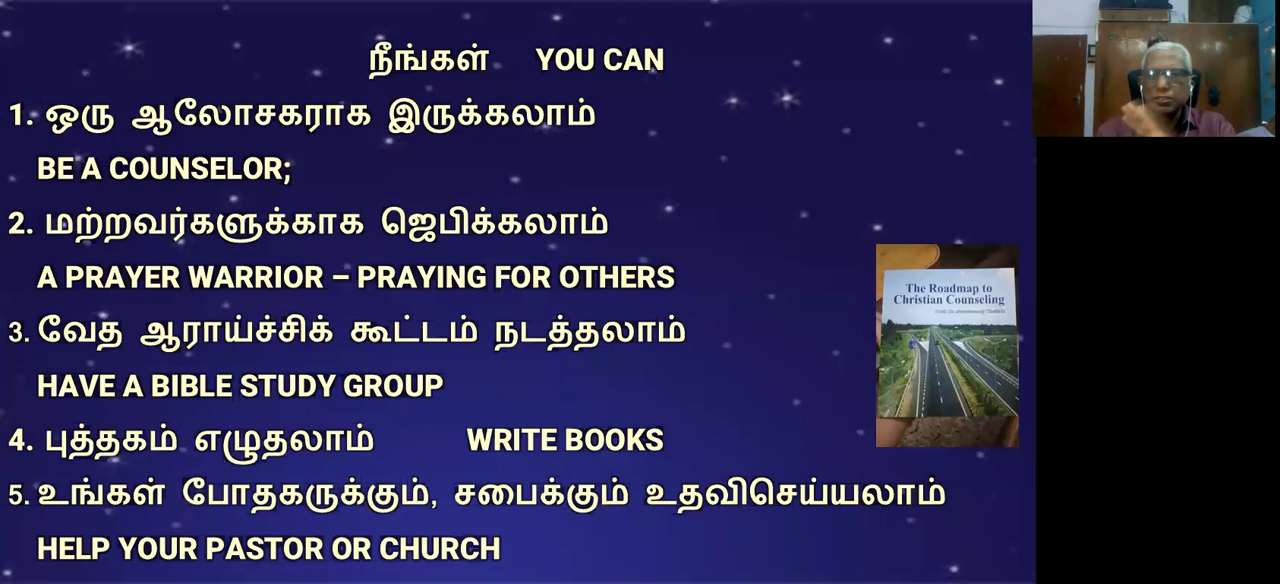 நீங்கள் YOU CAN
1. ஒரு ஆலோசகராக இருக்கலாம்
BE A COUNSELOR;
2. மற்றவர்களுக்காக ஜெபிக்கலாம்
A PRAYER WARRIOR – PRAYING FOR OTHERS
3. வேத ஆராய்ச்சிக் கூட்டம் நடத்தலாம்
HAVE A BIBLE STUDY GROUP
4. புத்தகம் எழுதலாம் WRITE BOOKS
5. உங்கள் போதகருக்கும், சபைக்கும் உதவிசெய்யலாம்
HELP YOUR PASTOR OR CHURCH
The Roadmap to
Christian Counseling